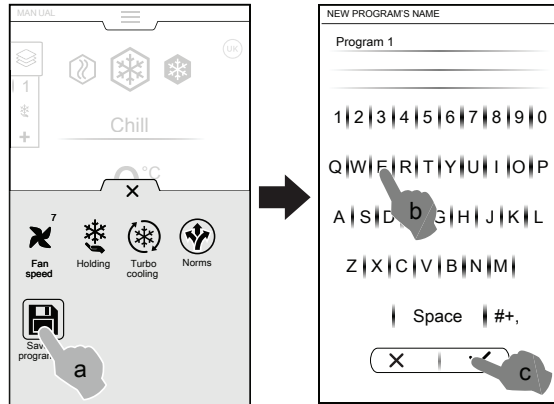 MANUAL
UK
1
+
Chill
°C
7
Fan
speed
Holding
Turbo
cooling
Norms
a
NEW PROGRAM'S NAME
Program 1
1 2 3 4 5 6 7 8 9 0
Q W E R T Y U I O P
A S D G H J K L
b
Z X C V B N M
Space #+,
c